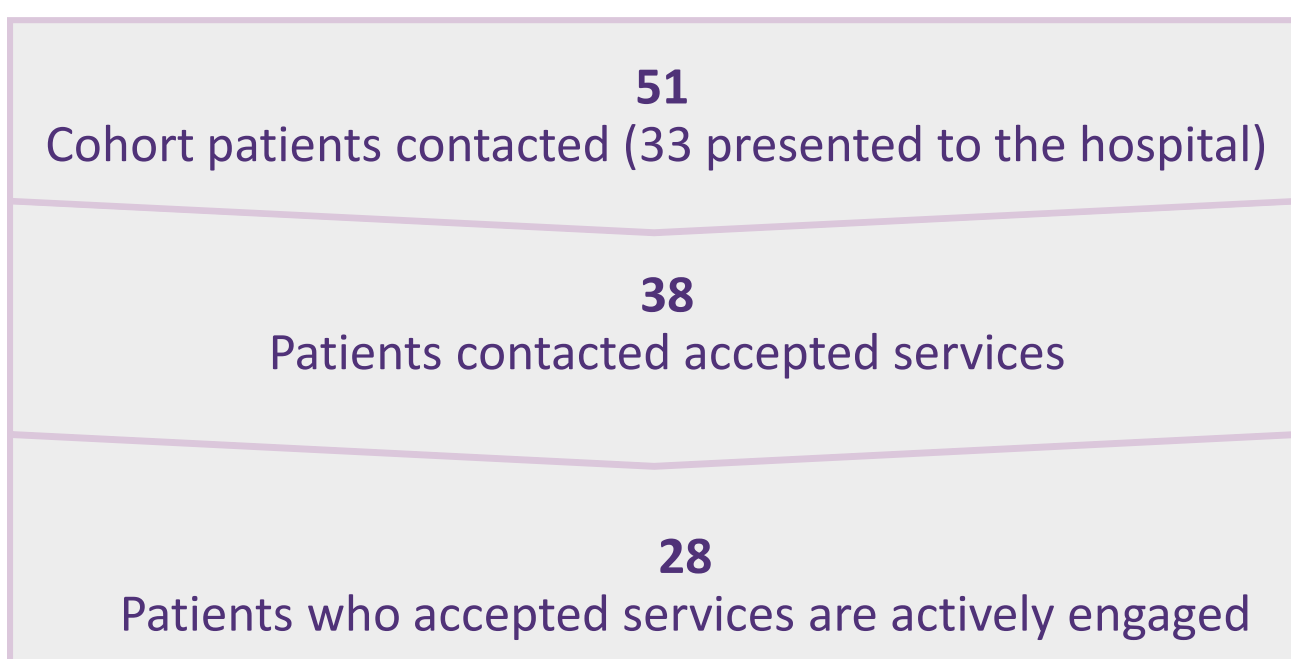 51
Cohort patients contacted (33 presented to the hospital)
38
Patients contacted accepted services
28
Patients who accepted services are actively engaged